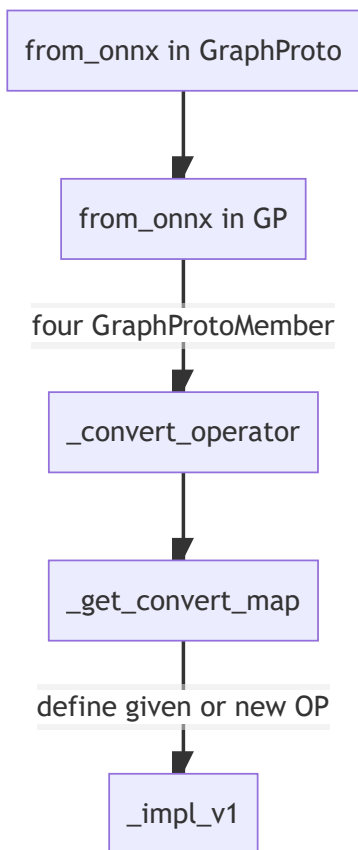 from_onnx in GraphProto
from_onnx in GP
four GraphProtoMember
_convert_operator
_get_convert_map
define given or new OP
_impl_v1